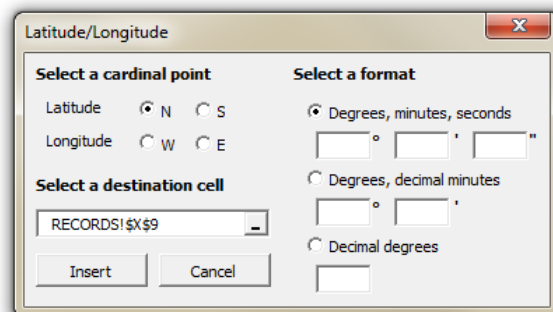 Latitude/Longitude
Select a cardinal point
Latitude N S
Longitude W E
Select a destination cell
RECORDS!$X$9
Insert Cancel
Select a format
Degrees, minutes, seconds
° ' "
Degrees, decimal minutes
° '
Decimal degrees